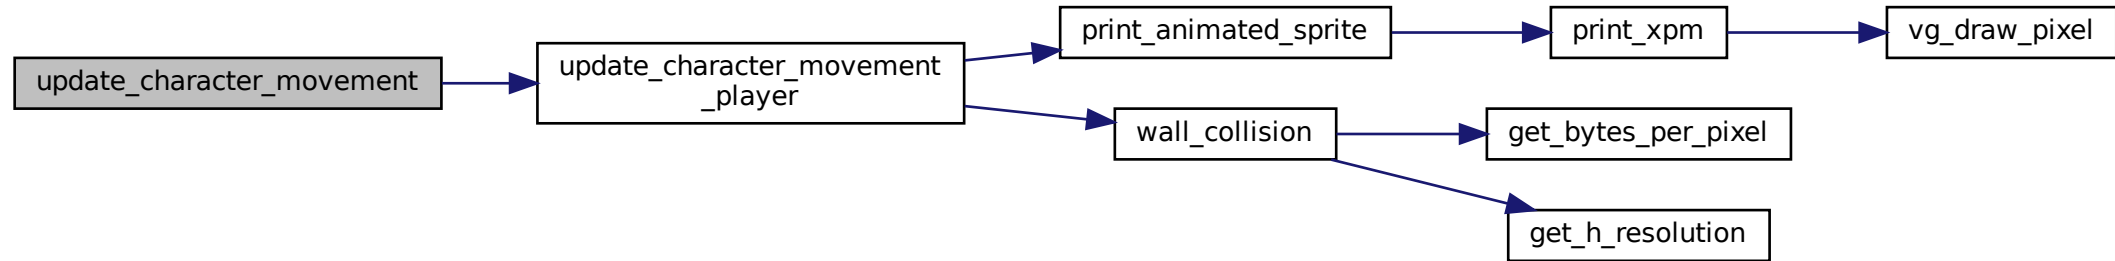 update_character_movement
update_character_movement
_player
print_animated_sprite
print_xpm
vg_draw_pixel
wall_collision
get_bytes_per_pixel
get_h_resolution